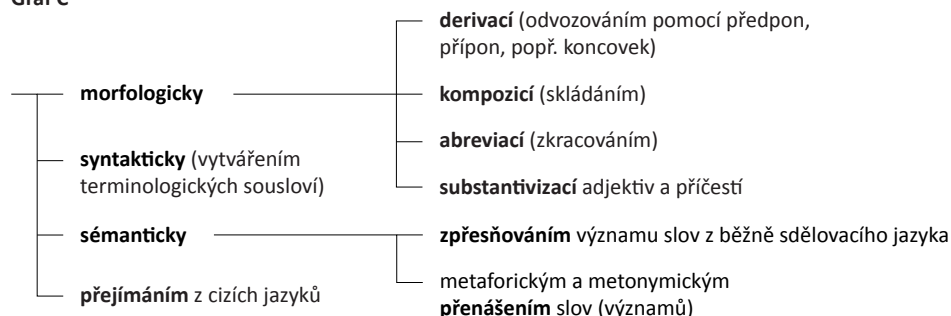 Graf C
derivací (odvozováním pomocí předpon,
přípon, popř. koncovek)
morfologicky
kompozicí (skládáním)
abreviací (zkracováním)
syntakticky (vytvářením
terminologických sousloví)
substantivizací adjektiv a příčestí
sémanticky
zpřesňováním významu slov z běžně sdělovacího jazyka
metaforickým a metonymickým
přenášením slov (významů)
přejímáním z cizích jazyků